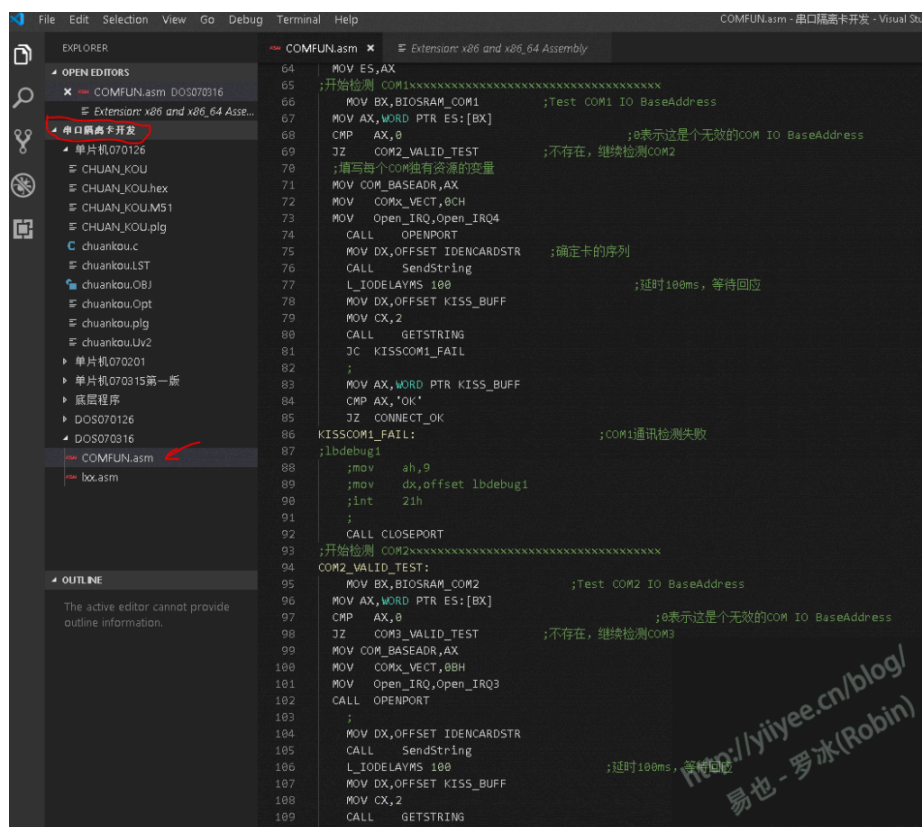 File Edit Selection View Go Debug Terminal Help
COMFUN.asm - 串口隔离卡开发 - Visual Stu
EXPLORER
OPEN EDITORS
COMFUN.asm DOS070316
Extension: x86 and x86_64 Asse...
串口隔离卡开发
单片机070126
CHUAN_KOU
CHUAN_KOU.hex
CHUAN_KOU.M51
CHUAN_KOU.plg
chuankou.c
chuankou.LST
chuankou.OBJ
chuankou.Opt
chuankou.plg
chuankou.Uv2
单片机070201
单片机070315第一版
底层程序
DOS070126
DOS070316
COMFUN.asm
lxx.asm
OUTLINE
The active editor cannot provide
outline information.
COMFUN.asm
Extension: x86 and x86_64 Assembly
64 MOV ES,AX
65 ;开始检测 COM1xxxxxxxxxxxxxxxxxxxxxxxxxxxxxxxxxxxx
66 MOV BX,BIOSRAM_COM1 ;Test COM1 IO BaseAddress
67 MOV AX,WORD PTR ES:[BX]
68 CMP AX,0 ;0表示这是个无效的COM IO BaseAddress
69 JZ COM2_VALID_TEST ;不存在，继续检测COM2
70 ;填写每个COM独有资源的变量
71 MOV COM_BASEADR,AX
72 MOV COMx_VECT,0CH
73 MOV Open_IRQ,Open_IRQ4
74 CALL OPENPORT
75 MOV DX,OFFSET IDENCARDSTR ;确定卡的序列
76 CALL SendString
77 L_IODELAYMS 100 ;延时100ms，等待回应
78 MOV DX,OFFSET KISS_BUFF
79 MOV CX,2
80 CALL GETSTRING
81 JC KISSCOM1_FAIL
82 ;
83 MOV AX,WORD PTR KISS_BUFF
84 CMP AX,'OK'
85 JZ CONNECT_OK
86 KISSCOM1_FAIL: ;COM1通讯检测失败
87 ;lbdebug1
88 ;mov ah,9
89 ;mov dx,offset lbdebug1
90 ;int 21h
91 ;
92 CALL CLOSEPORT
93 ;开始检测 COM2xxxxxxxxxxxxxxxxxxxxxxxxxxxxxxxxxxxx
94 COM2_VALID_TEST:
95 MOV BX,BIOSRAM_COM2 ;Test COM2 IO BaseAddress
96 MOV AX,WORD PTR ES:[BX]
97 CMP AX,0 ;0表示这是个无效的COM IO BaseAddress
98 JZ COM3_VALID_TEST ;不存在，继续检测COM3
99 MOV COM_BASEADR,AX
100 MOV COMx_VECT,0BH
101 MOV Open_IRQ,Open_IRQ3
102 CALL OPENPORT
103 ;
104 MOV DX,OFFSET IDENCARDSTR
105 CALL SendString
106 L_IODELAYMS 100 ;延时100ms，等待回应
107 MOV DX,OFFSET KISS_BUFF
108 MOV CX,2
109 CALL GETSTRING
http://yiiyee.cn/blog/
易也 - 罗冰(Robin)